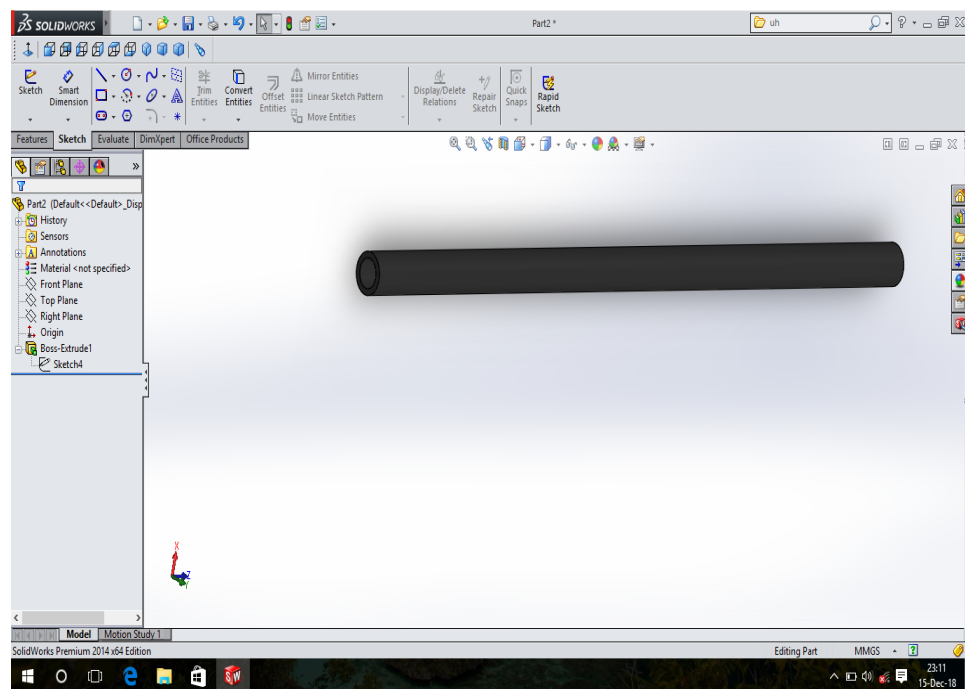 SOLIDWORKS
Part2 *
uh
Sketch
Smart Dimension
Trim Entities
Convert Entities
Offset Entities
Mirror Entities
Linear Sketch Pattern
Move Entities
Display/Delete Relations
Repair Sketch
Quick Snaps
Rapid Sketch
Features Sketch Evaluate DimXpert Office Products
Part2 (Default<<Default>_Disp
History
Sensors
Annotations
Material <not specified>
Front Plane
Top Plane
Right Plane
Origin
Boss-Extrude1
Sketch4
X
Z
Y
Model Motion Study 1
SolidWorks Premium 2014 x64 Edition
Editing Part
MMGS
23:11
15-Dec-18